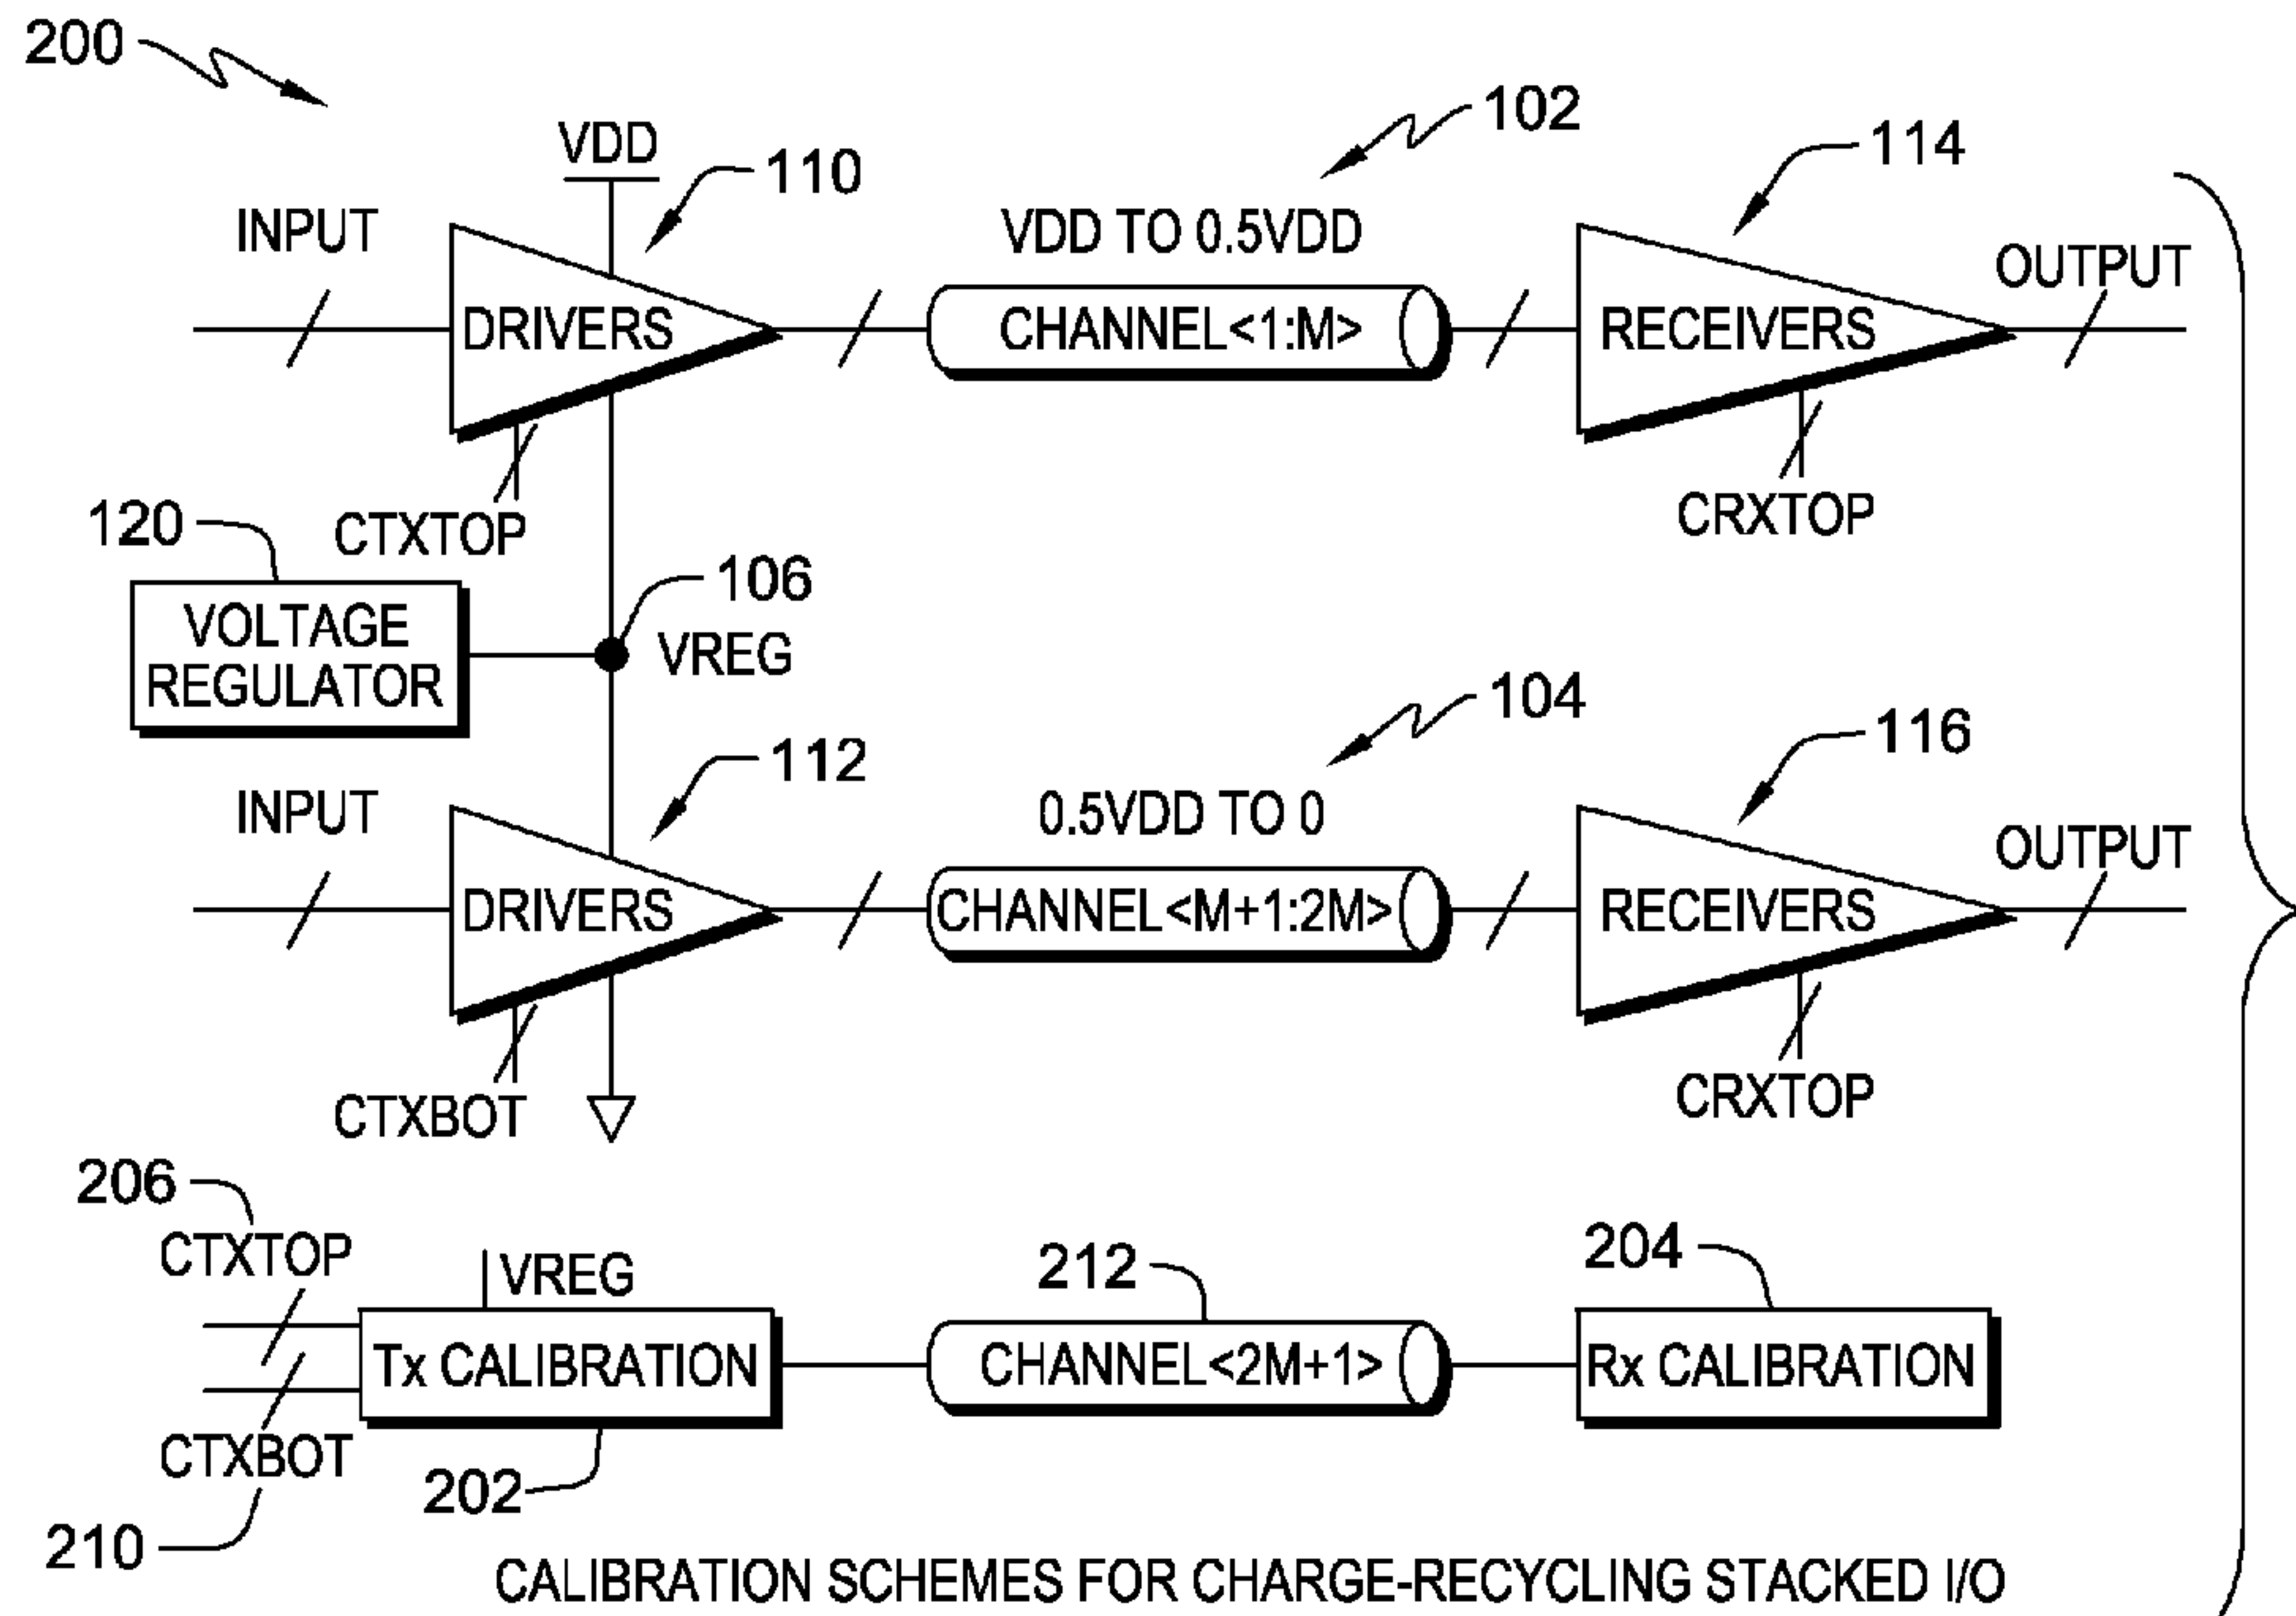 200
VDD
110
102
114
INPUT
VDD TO 0.5VDD
OUTPUT
DRIVERS
CHANNEL<1:M>
RECEIVERS
CTXTOP
CRXTOP
120
VOLTAGE
REGULATOR
106
VREG
104
112
116
INPUT
0.5VDD TO 0
OUTPUT
DRIVERS
CHANNEL<M+1:2M>
RECEIVERS
CTXBOT
CRXTOP
206
CTXTOP
VREG
212
204
Tx CALIBRATION
CHANNEL<2M+1>
Rx CALIBRATION
CTXBOT
202
210
CALIBRATION SCHEMES FOR CHARGE-RECYCLING STACKED I/O